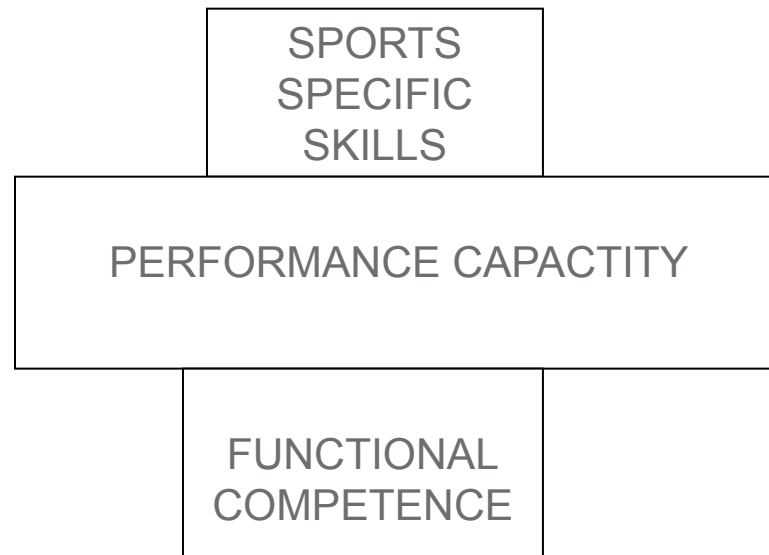 SPORTS
SPECIFIC
SKILLS
PERFORMANCE CAPACTITY
FUNCTIONAL
COMPETENCE